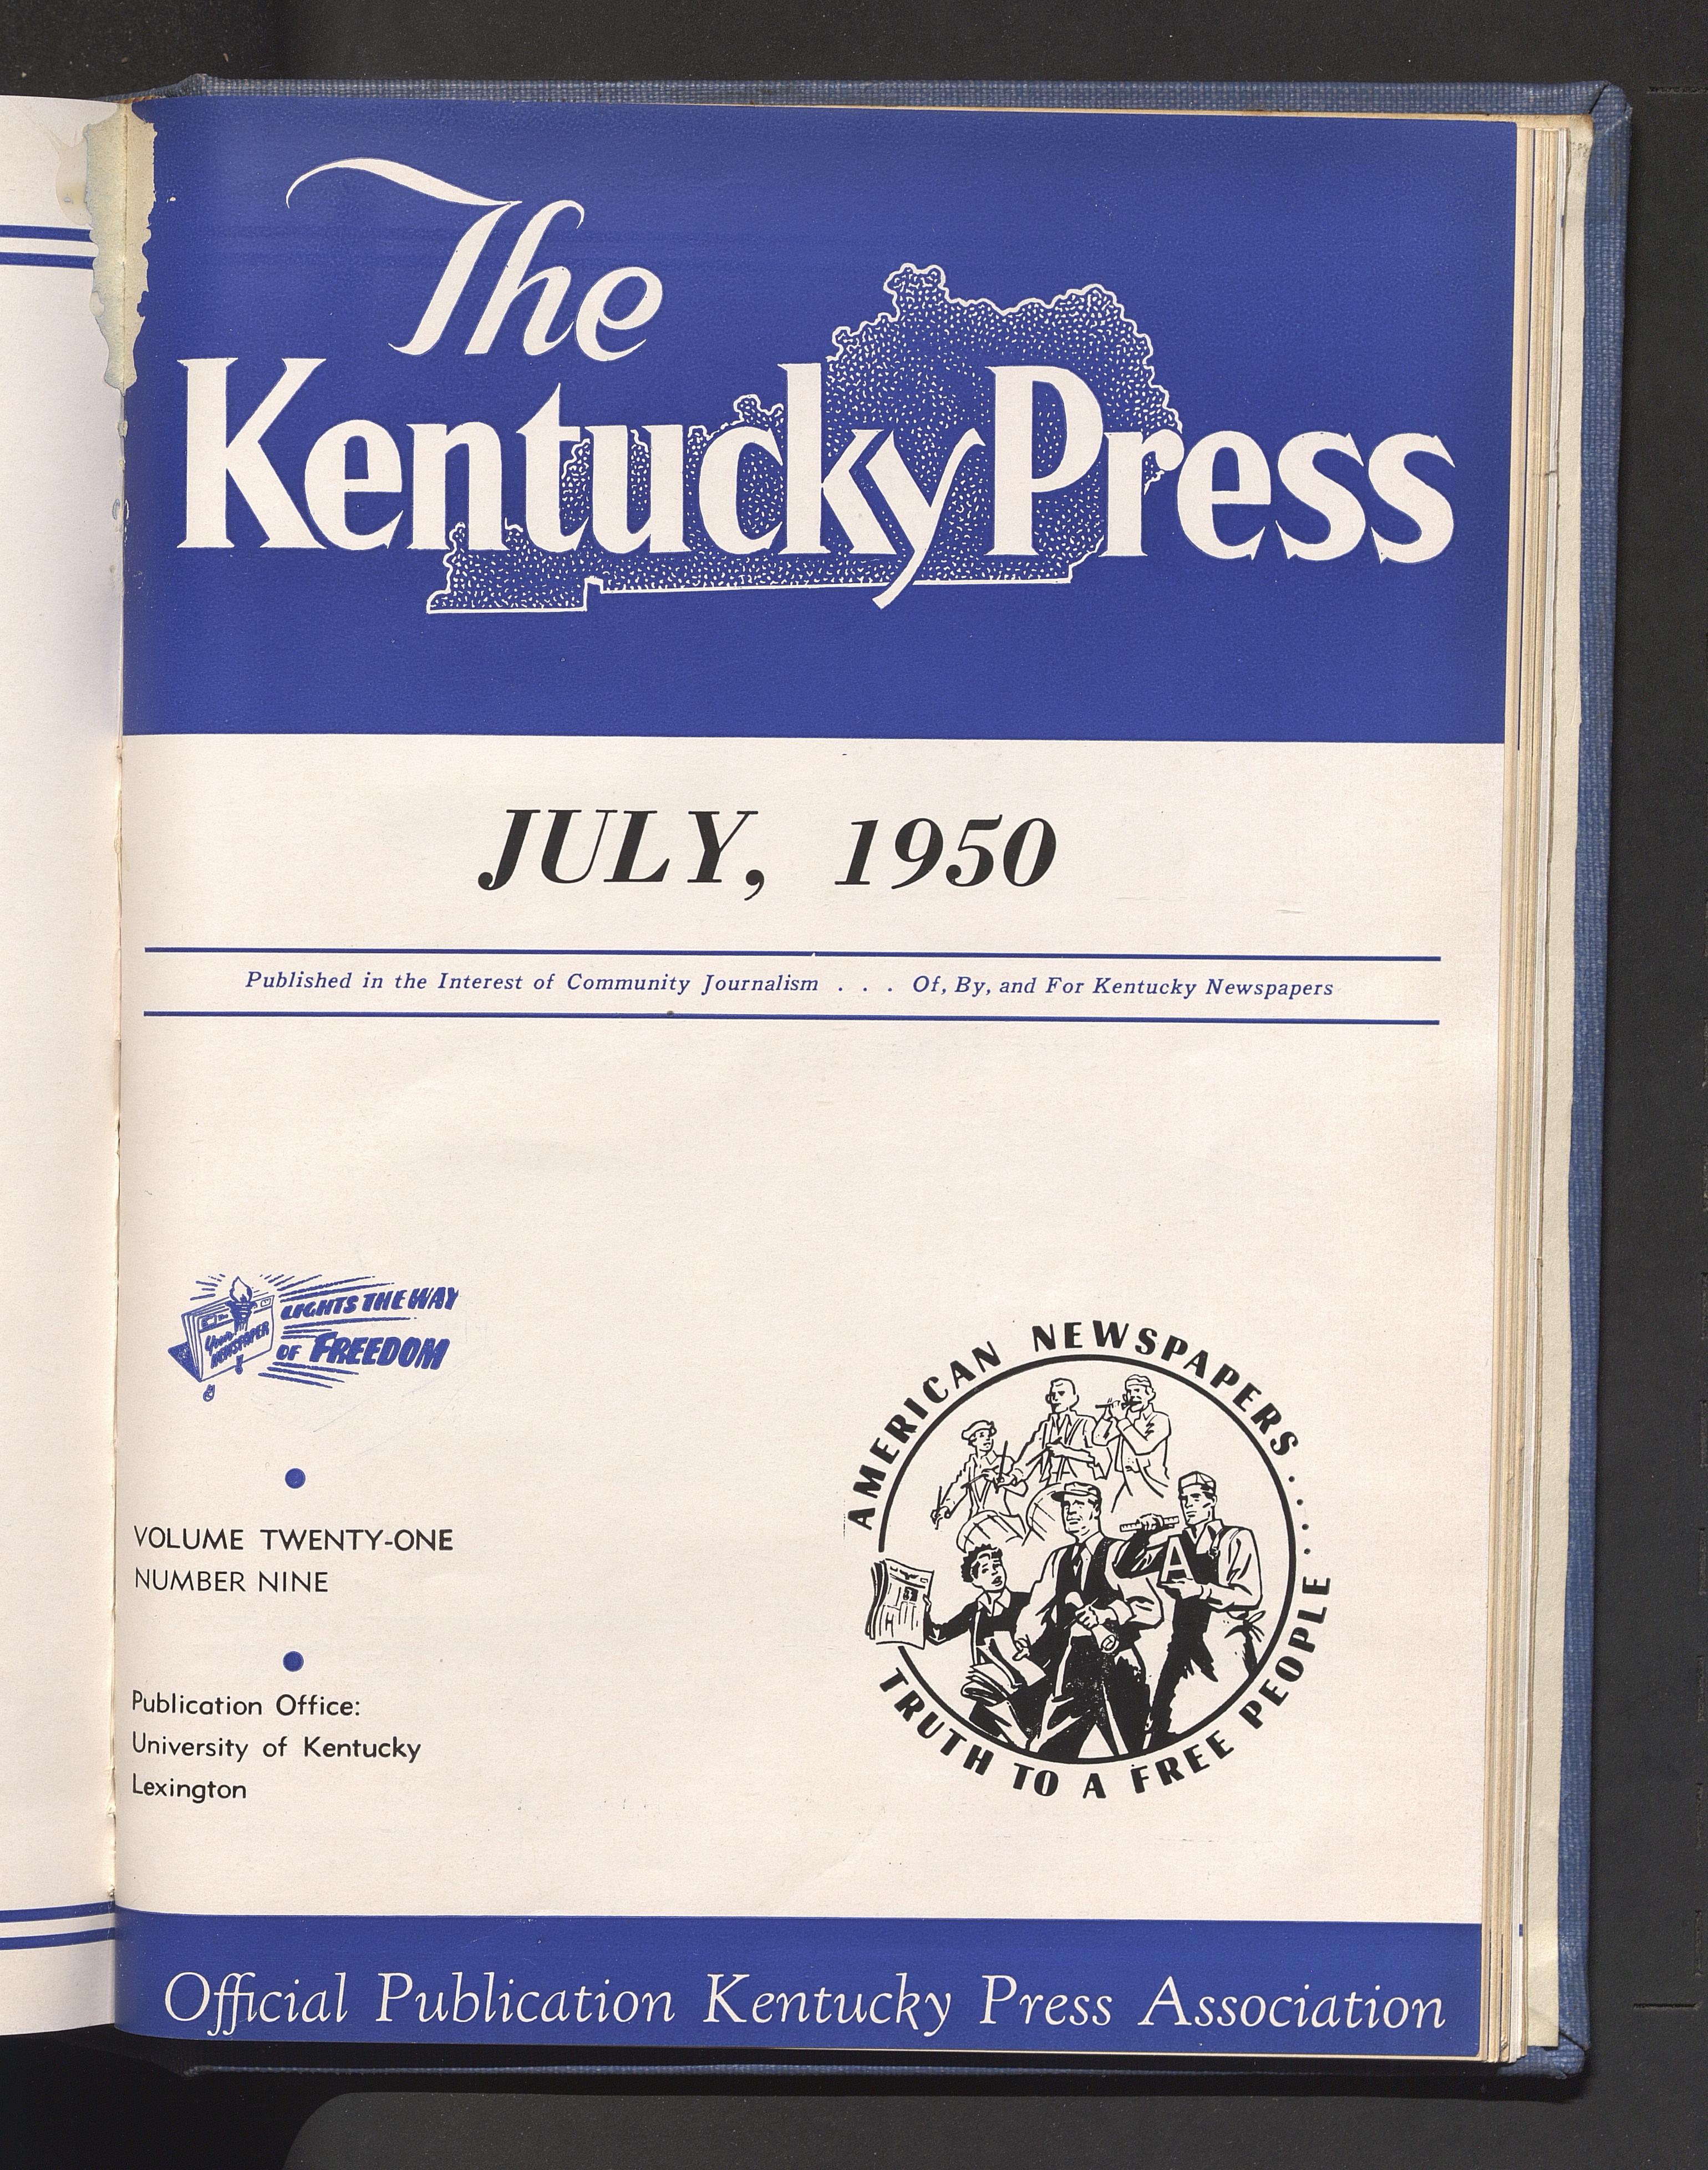 The
Kentucky Press
JULY, 1950
Published in the Interest of Community Journalism . . . Of, By, and For Kentucky Newspapers
Your NEWSPAPER
LIGHTS THE WAY
OF FREEDOM
VOLUME TWENTY-ONE
NUMBER NINE
Publication Office:
University of Kentucky
Lexington
AMERICAN NEWSPAPERS . . . . . .
A
TRUTH TO A FREE PEOPLE
Official Publication Kentucky Press Association